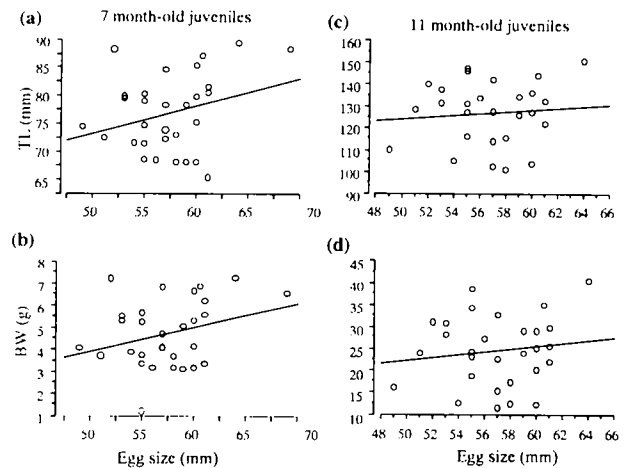 (a) 7 month-old juveniles
(c) 11 month-old juveniles
TL (mm)
90
85
80
75
70
65
50 55 60 65 70
160
150
140
130
120
110
100
90
48 50 52 54 56 58 60 62 64 66
(b)
BW (g)
8
7
6
5
4
3
2
1
50 55 60 65 70
Egg size (mm)
(d)
45
40
35
30
25
20
15
10
48 50 52 54 56 58 60 62 64 66
Egg size (mm)